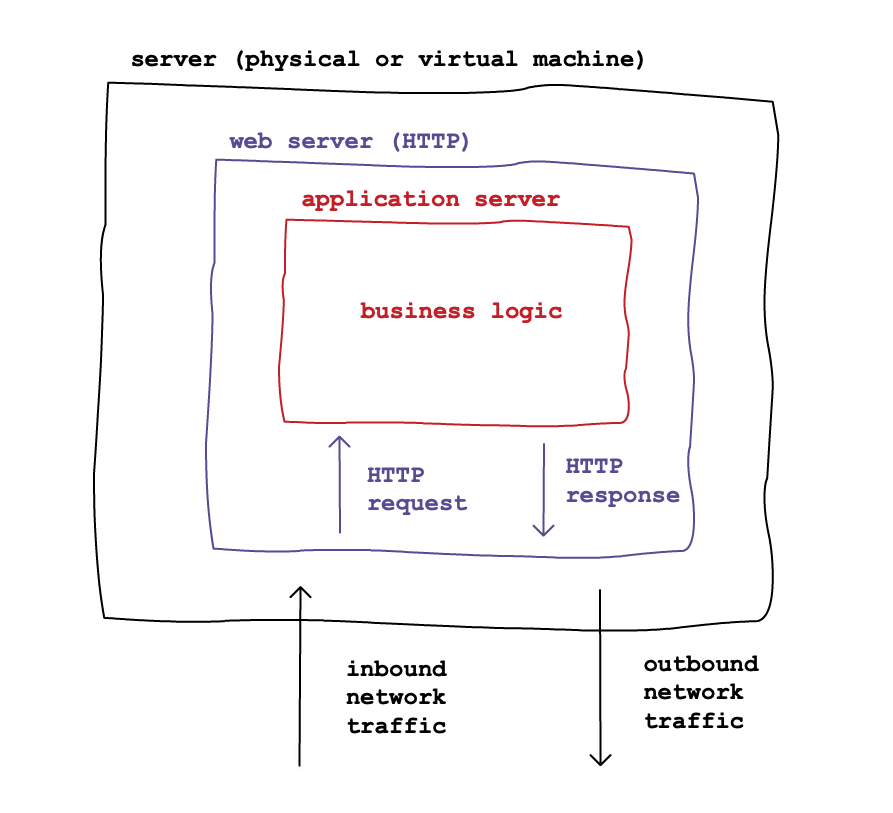 server (physical or virtual machine)
web server (HTTP)
application server
business logic
HTTP
request
HTTP
response
inbound
network
traffic
outbound
network
traffic